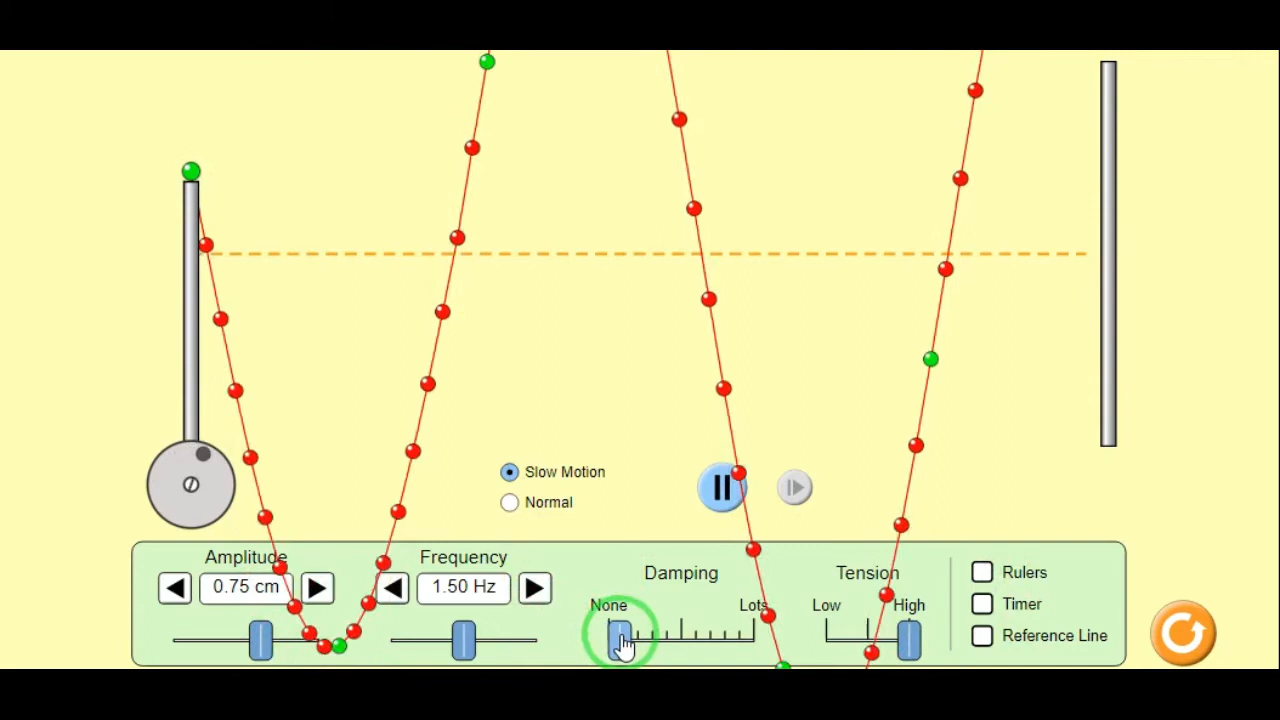 Slow Motion
Normal
Amplitude
Frequency
Damping
Tension
0.75 cm
1.50 Hz
None
Lots
Low
High
Rulers
Timer
Reference Line